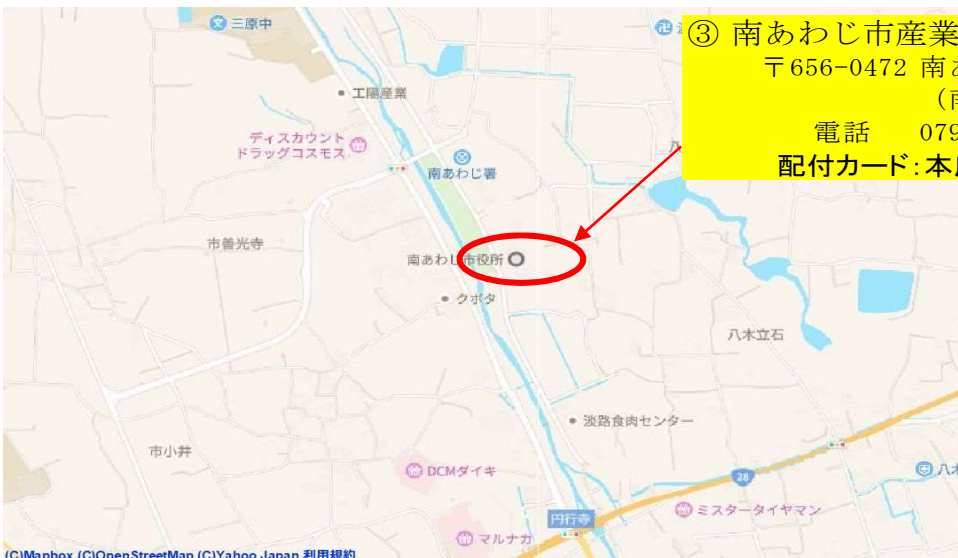 三原中
③ 南あわじ市産業
〒656-0472 南あ
(南
電話 079
配付カード:本
工陽産業
ディスカウント
ドラッグコスモス
南あわじ署
市善光寺
南あわじ市役所
クボタ
八木立石
淡路食肉センター
市小井
DCMダイキ
28
八木
ミスタータイヤマン
円行寺
マルナカ
(C)Mapbox (C)OpenStreetMap (C)Yahoo Japan 利用規約